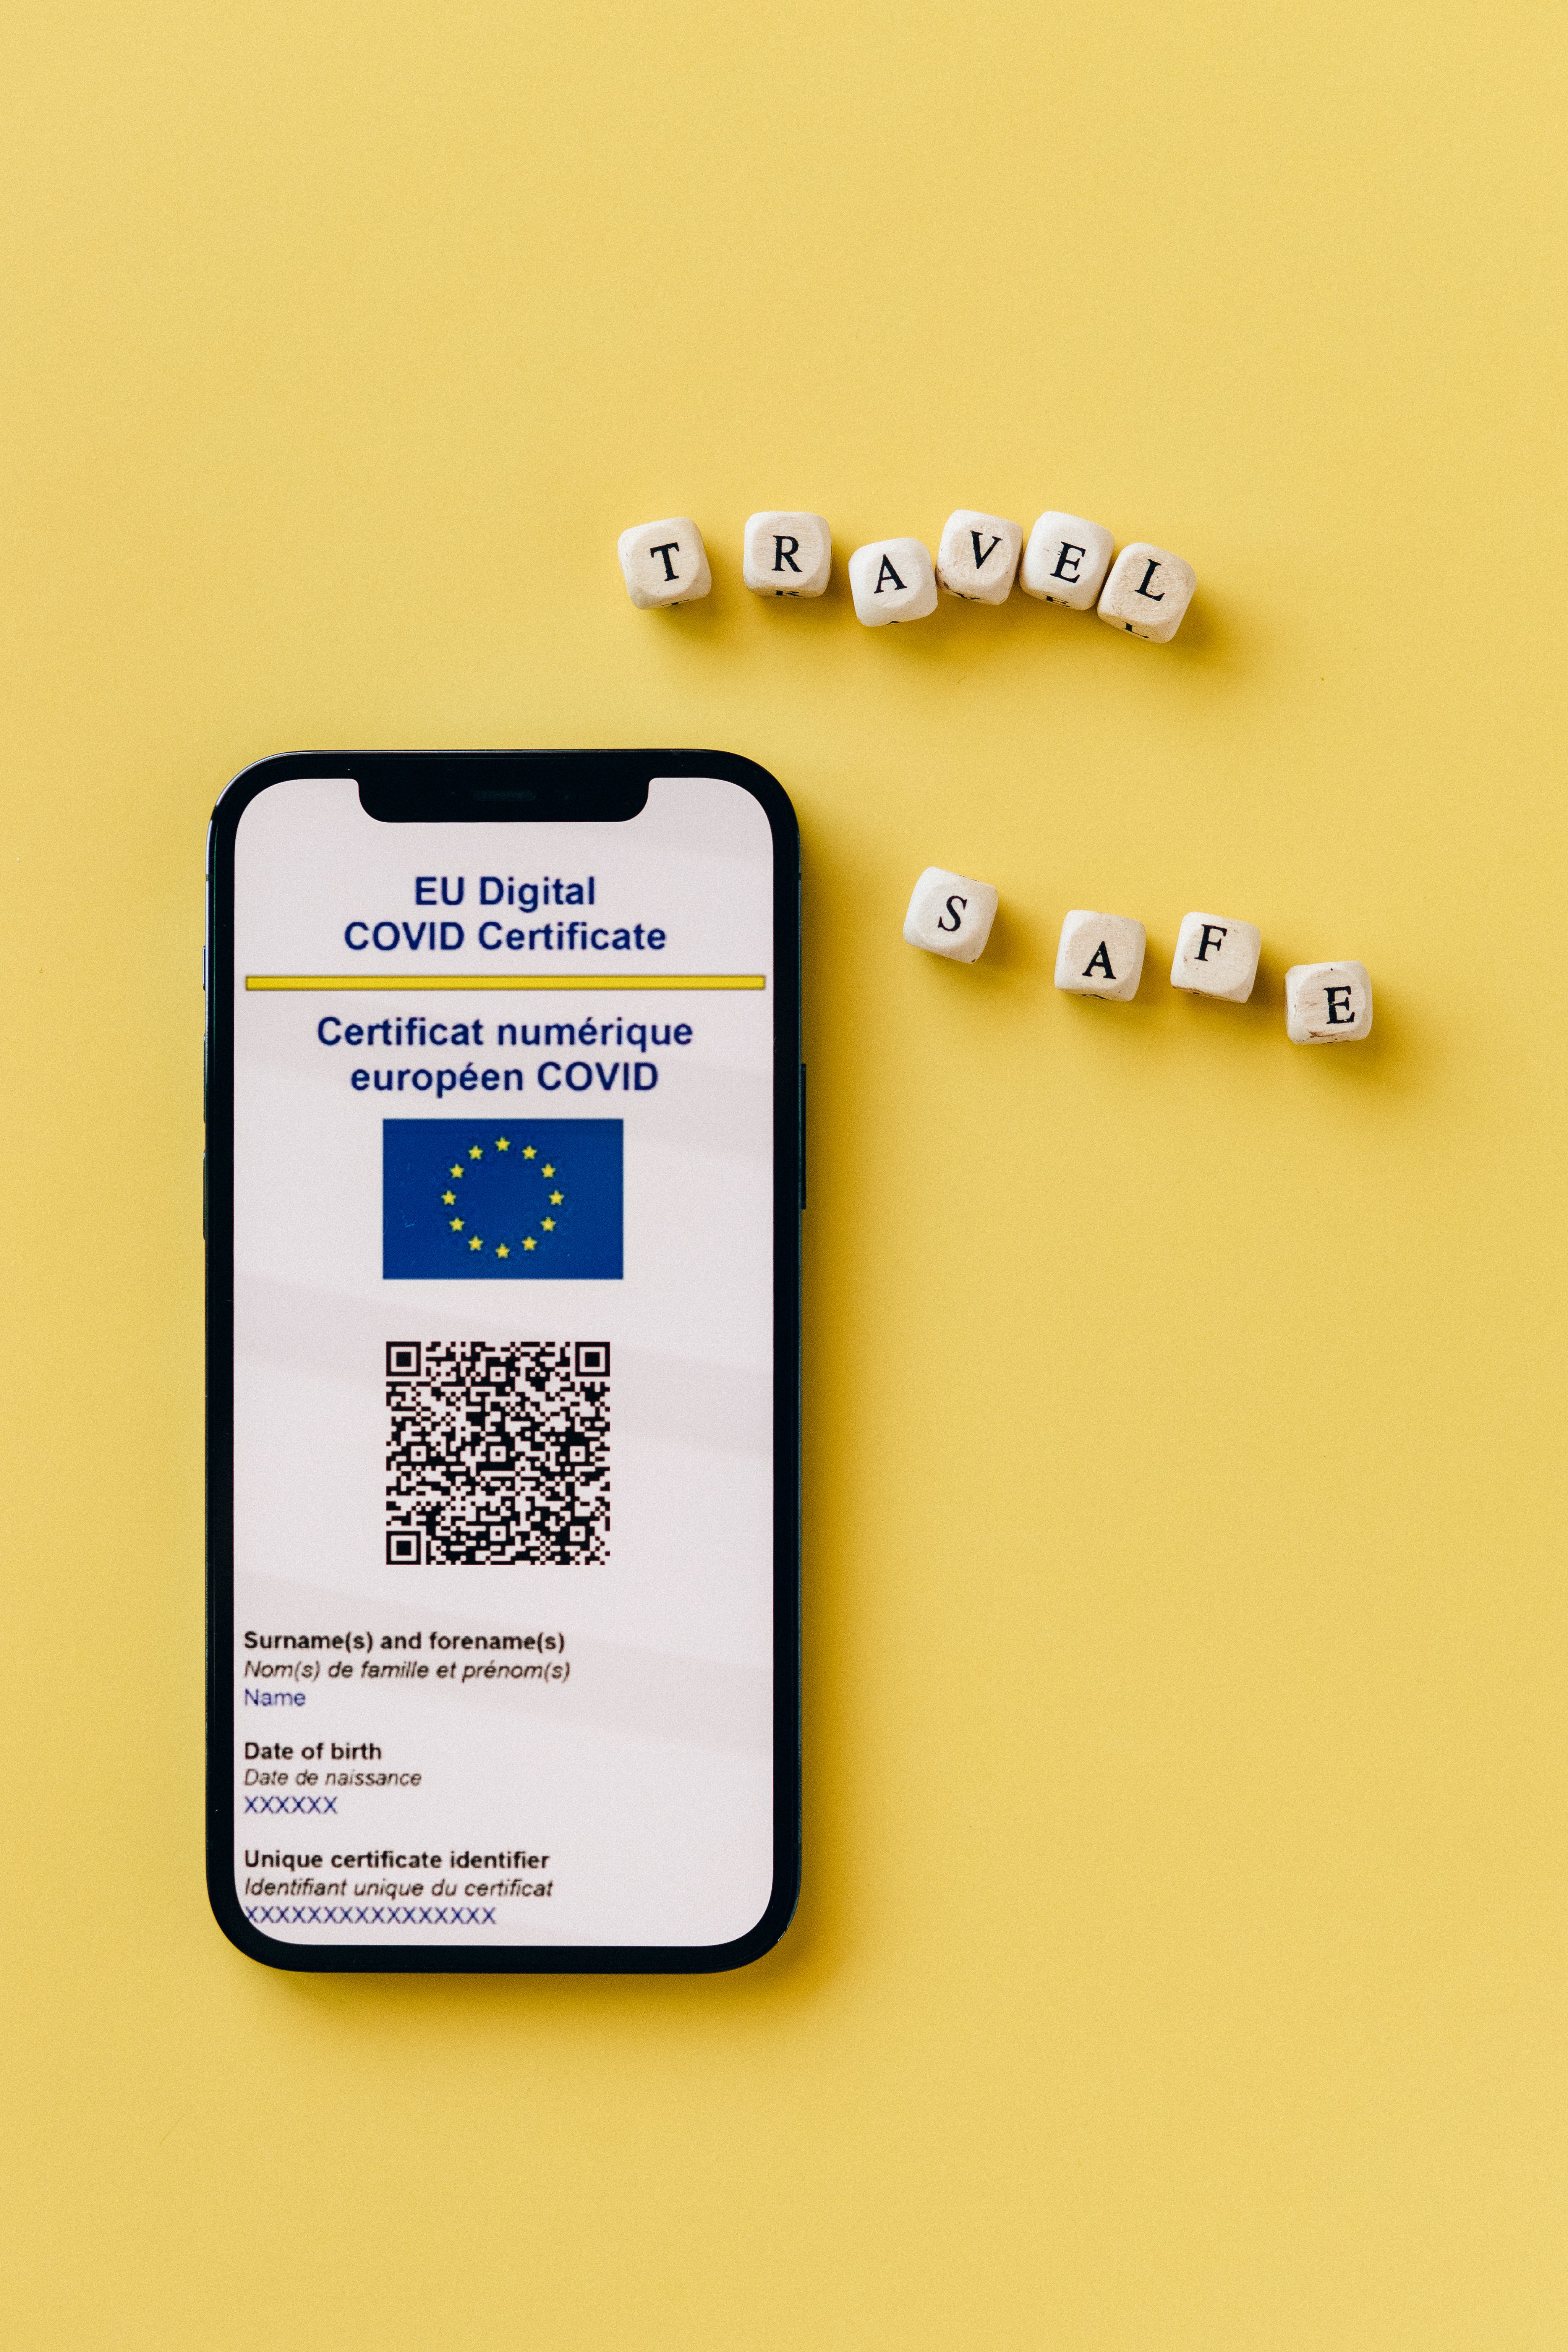 TRAVEL
SAFE
EU Digital
COVID Certificate
Certificat numérique
européen COVID
Surname(s) and forename(s)
Nom(s) de famille et prénom(s)
Name
Date of birth
Date de naissance
XXXXXX
Unique certificate identifier
Identifiant unique du certificat
XXXXXXXXXXXXXXXX